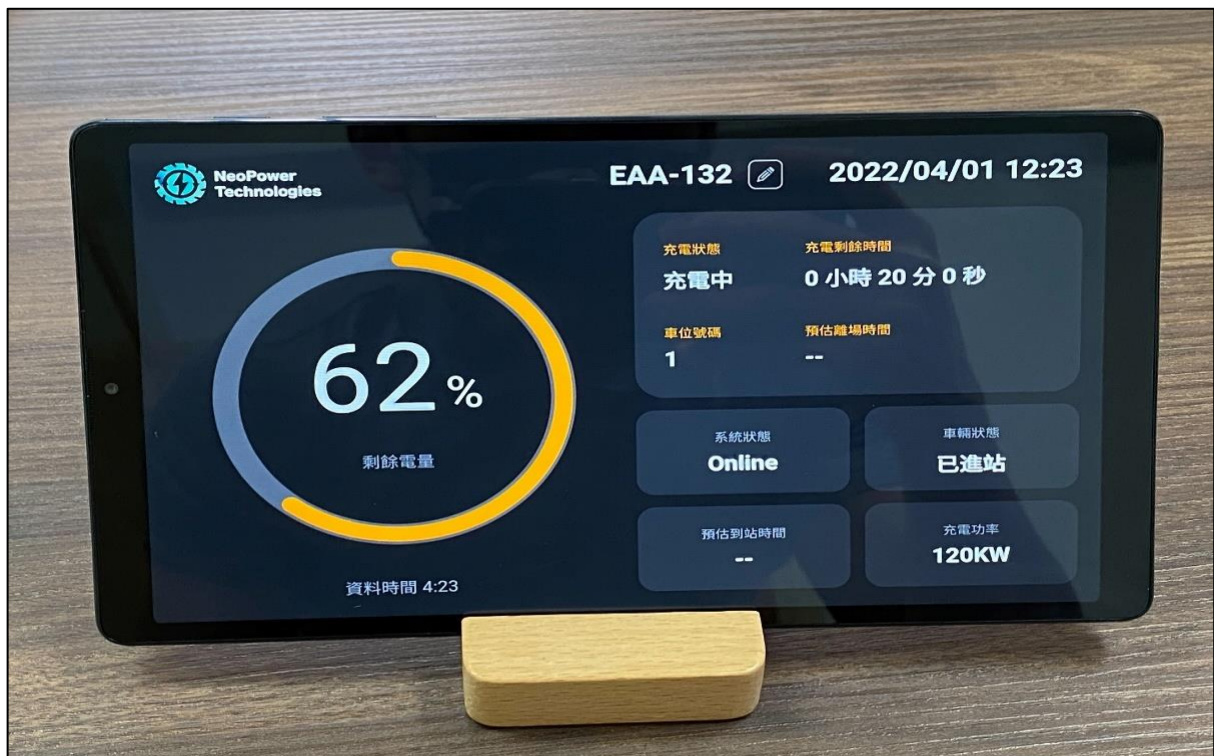 NeoPower
Technologies
EAA-132
2022/04/01 12:23
62%
剩餘電量
資料時間 4:23
充電狀態
充電中
充電剩餘時間
0 小時 20 分 0 秒
車位號碼
1
預估離場時間
--
系統狀態
Online
車輛狀態
已進站
預估到站時間
--
充電功率
120KW